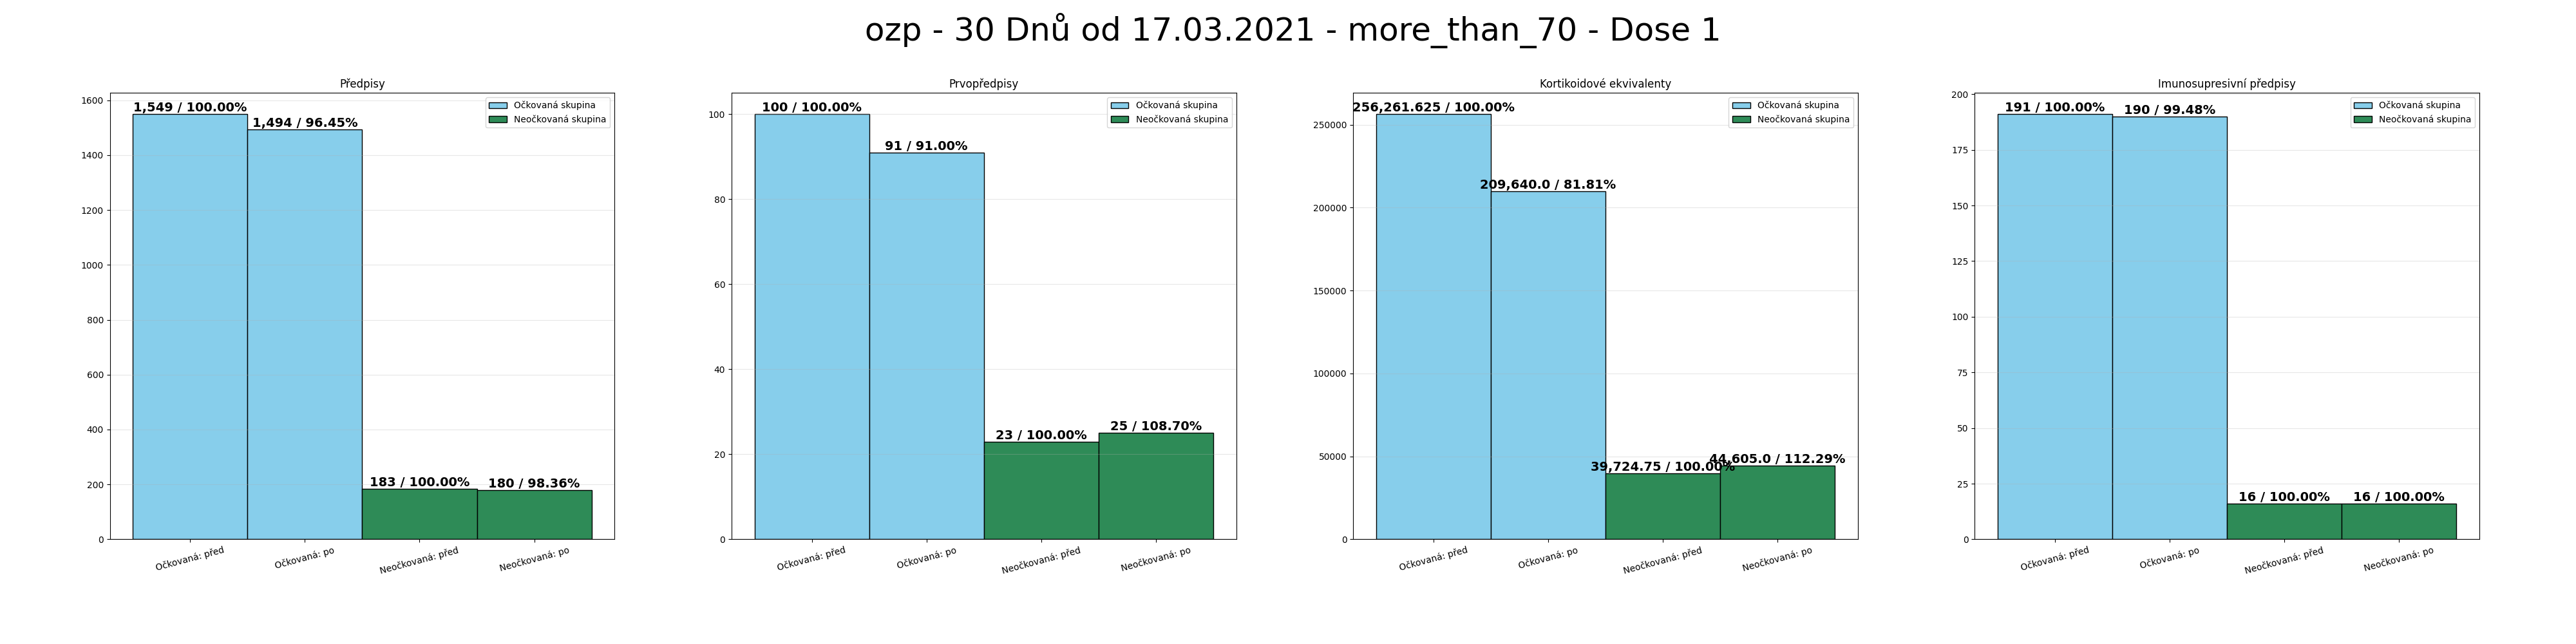 ozp - 30 Dnů od 17.03.2021 - more_than_70 - Dose 1
Předpisy
1,549 / 100.00%
1,494 / 96.45%
183 / 100.00%
180 / 98.36%
Očkovaná skupina
Neočkovaná skupina
1600
1400
1200
1000
800
600
400
200
0
Očkovaná: před
Očkovaná: po
Neočkovaná: před
Neočkovaná: po
Prvopředpisy
100 / 100.00%
91 / 91.00%
23 / 100.00%
25 / 108.70%
Očkovaná skupina
Neočkovaná skupina
100
80
60
40
20
0
Očkovaná: před
Očkovaná: po
Neočkovaná: před
Neočkovaná: po
Kortikoidové ekvivalenty
256,261.625 / 100.00%
209,640.0 / 81.81%
39,724.75 / 100.00%
44,605.0 / 112.29%
Očkovaná skupina
Neočkovaná skupina
250000
200000
150000
100000
50000
0
Očkovaná: před
Očkovaná: po
Neočkovaná: před
Neočkovaná: po
Imunosupresivní předpisy
191 / 100.00%
190 / 99.48%
16 / 100.00%
16 / 100.00%
Očkovaná skupina
Neočkovaná skupina
200
175
150
125
100
75
50
25
0
Očkovaná: před
Očkovaná: po
Neočkovaná: před
Neočkovaná: po